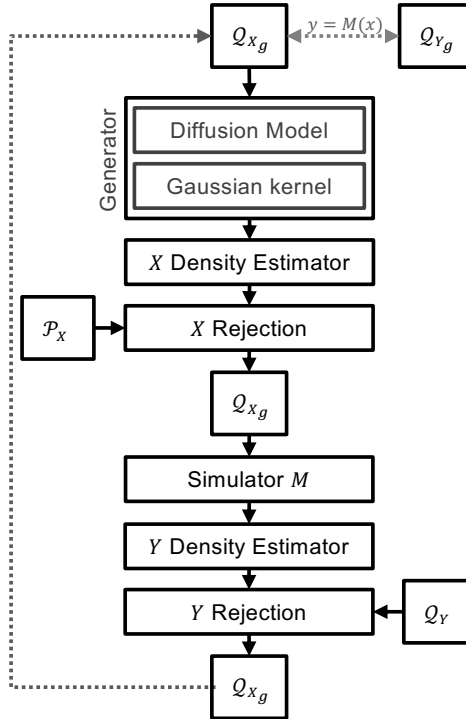 𝒬_{X_g}
y = M(x)
𝒬_{Y_g}
Generator
Diffusion Model
Gaussian kernel
X Density Estimator
𝒫_X
X Rejection
𝒬_{X_g}
Simulator M
Y Density Estimator
Y Rejection
𝒬_Y
𝒬_{X_g}